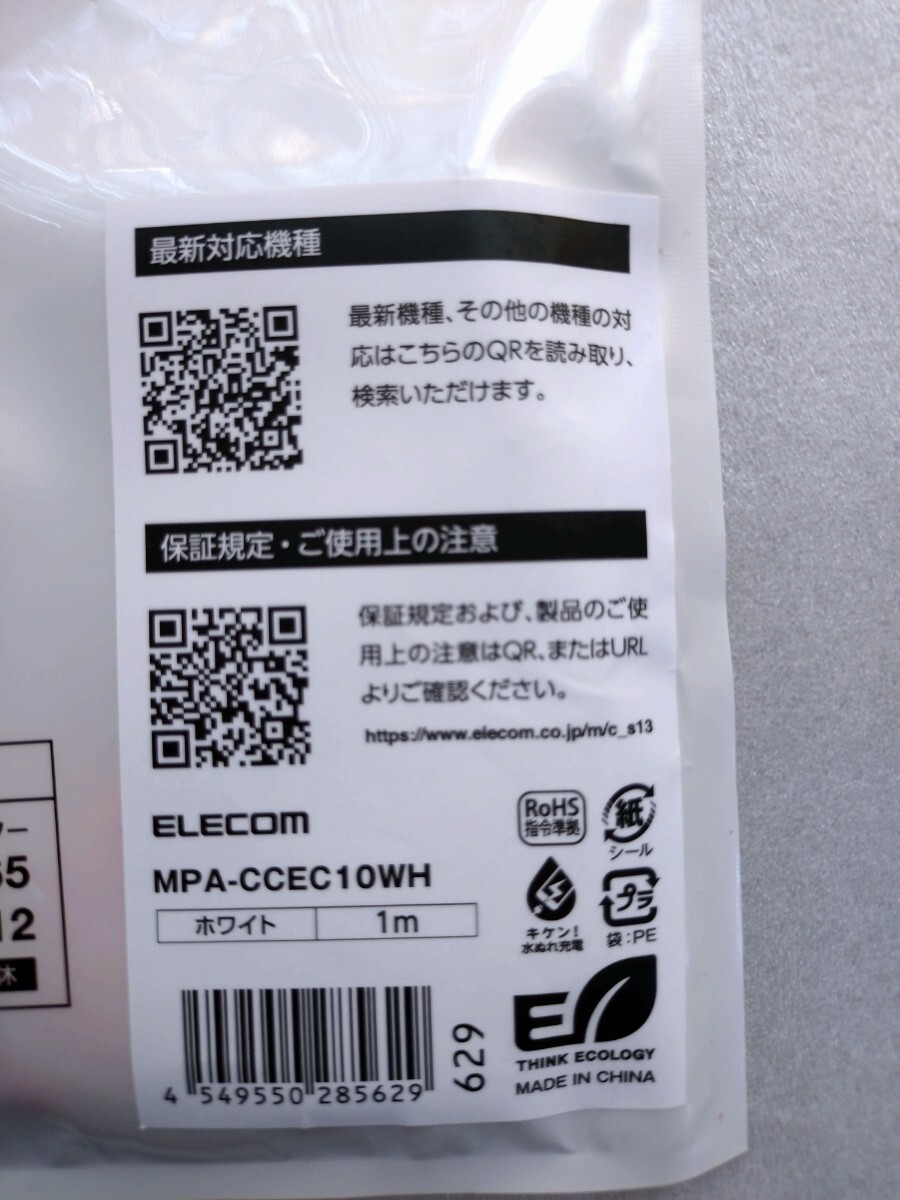 最新対応機種
最新機種、その他の機種の対
応はこちらのQRを読み取り、
検索いただけます。
保証規定・ご使用上の注意
保証規定および、製品のご使
用上の注意はQR、またはURL
よりご確認ください。
https://www.elecom.co.jp/m/c_s13
ELECOM
MPA-CCEC10WH
ホワイト 1m
RoHS
指令準拠
紙
シール
キケン!
水ぬれ充電
プラ
袋:PE
THINK ECOLOGY
MADE IN CHINA
4 549550 285629
629
12
休